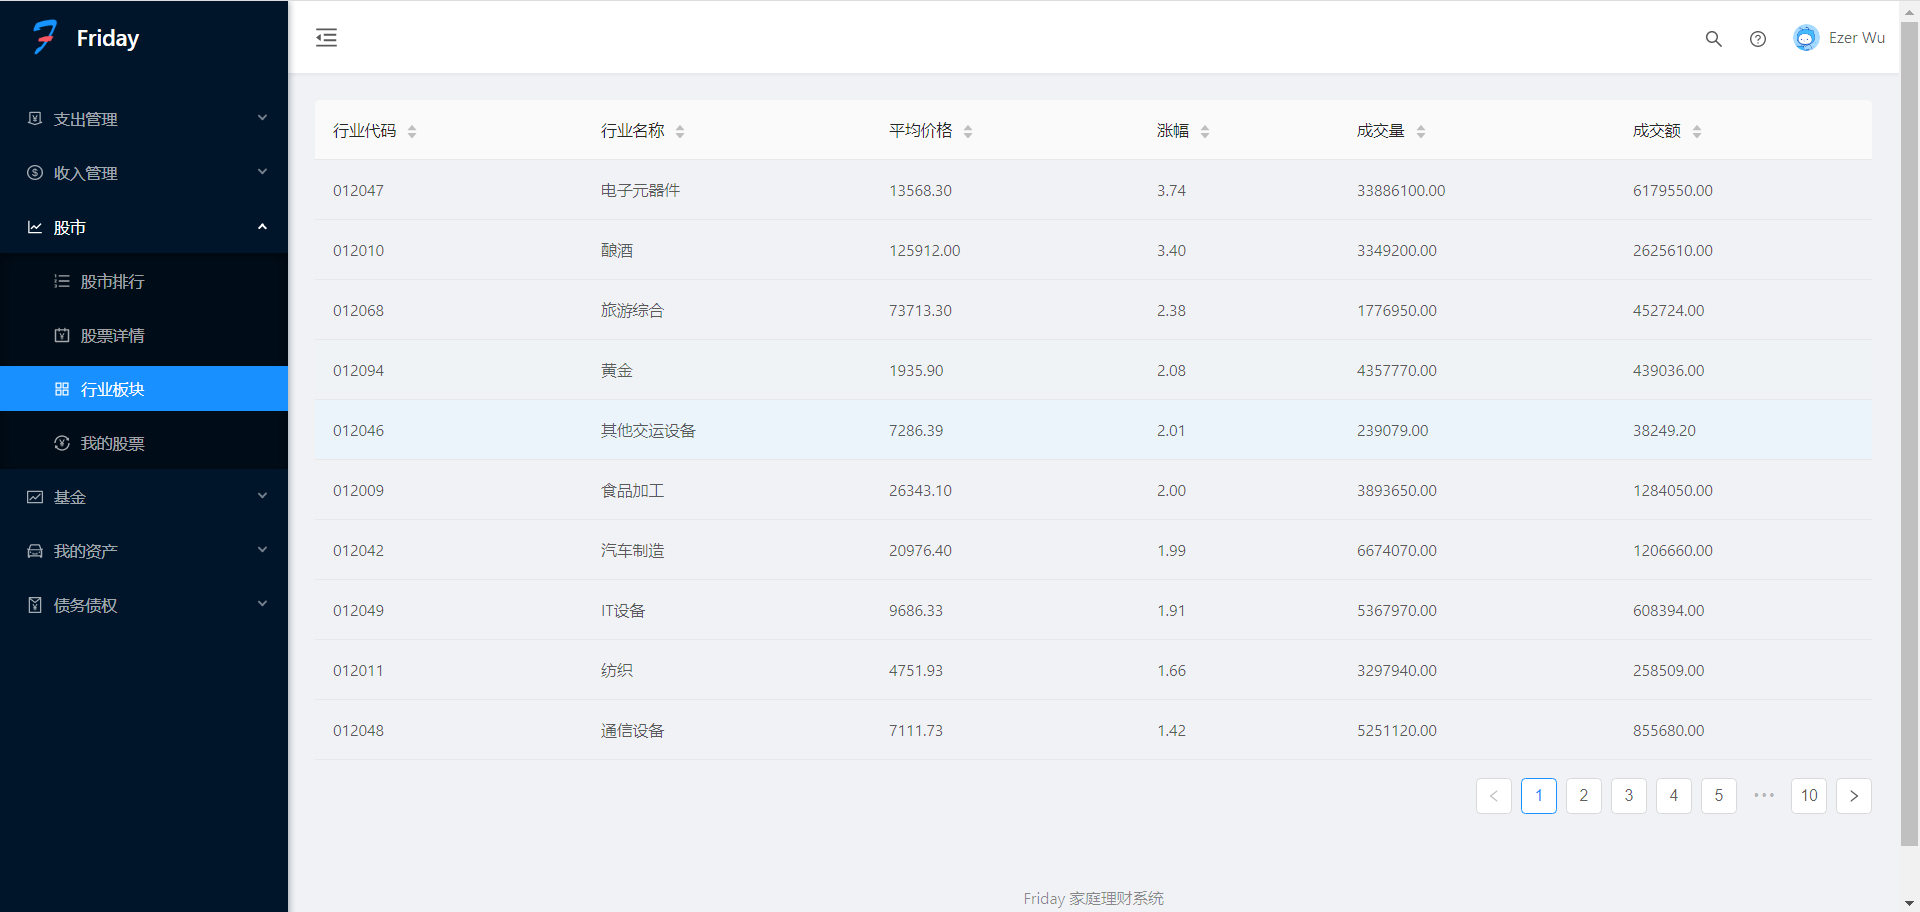 Friday
Ezer Wu
支出管理
收入管理
股市
股市排行
股票详情
行业板块
我的股票
基金
我的资产
债务债权
行业代码 行业名称 平均价格 涨幅 成交量 成交额
012047 电子元器件 13568.30 3.74 33886100.00 6179550.00
012010 酿酒 125912.00 3.40 3349200.00 2625610.00
012068 旅游综合 73713.30 2.38 1776950.00 452724.00
012094 黄金 1935.90 2.08 4357770.00 439036.00
012046 其他交运设备 7286.39 2.01 239079.00 38249.20
012009 食品加工 26343.10 2.00 3893650.00 1284050.00
012042 汽车制造 20976.40 1.99 6674070.00 1206660.00
012049 IT设备 9686.33 1.91 5367970.00 608394.00
012011 纺织 4751.93 1.66 3297940.00 258509.00
012048 通信设备 7111.73 1.42 5251120.00 855680.00
< 1 2 3 4 5 ••• 10 >
Friday 家庭理财系统